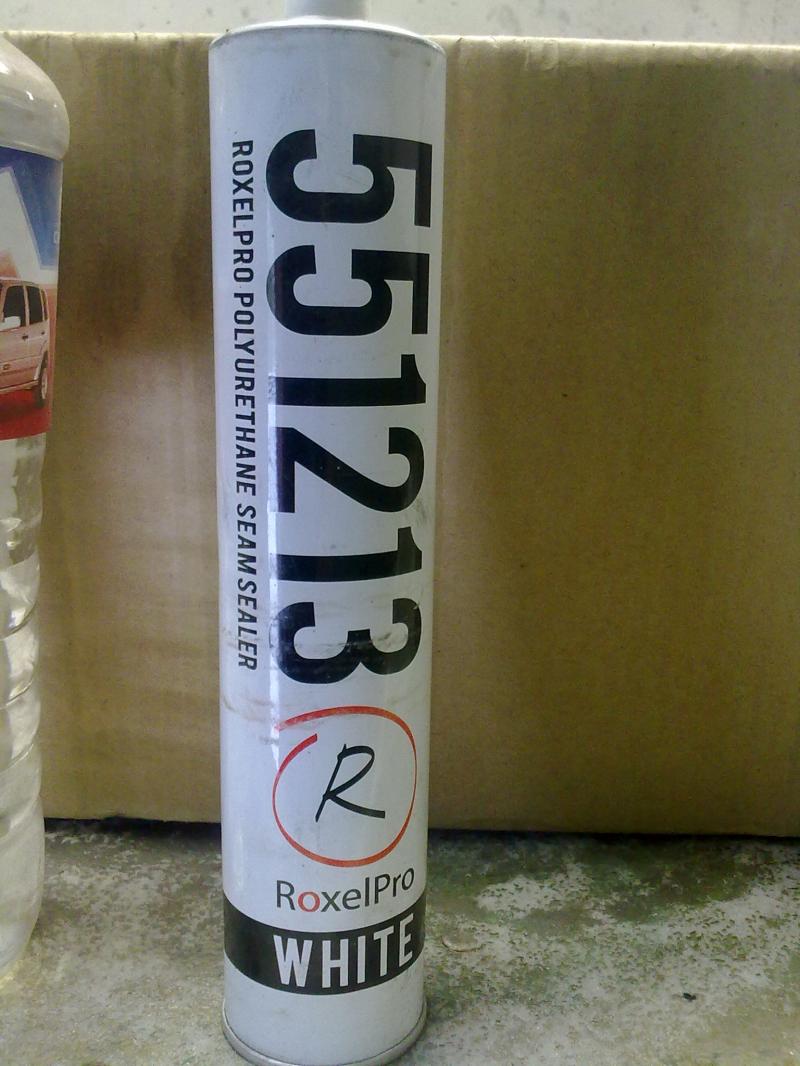 551213
ROXELPRO POLYURETHANE SEAM SEALER
R
RoxelPro
WHITE